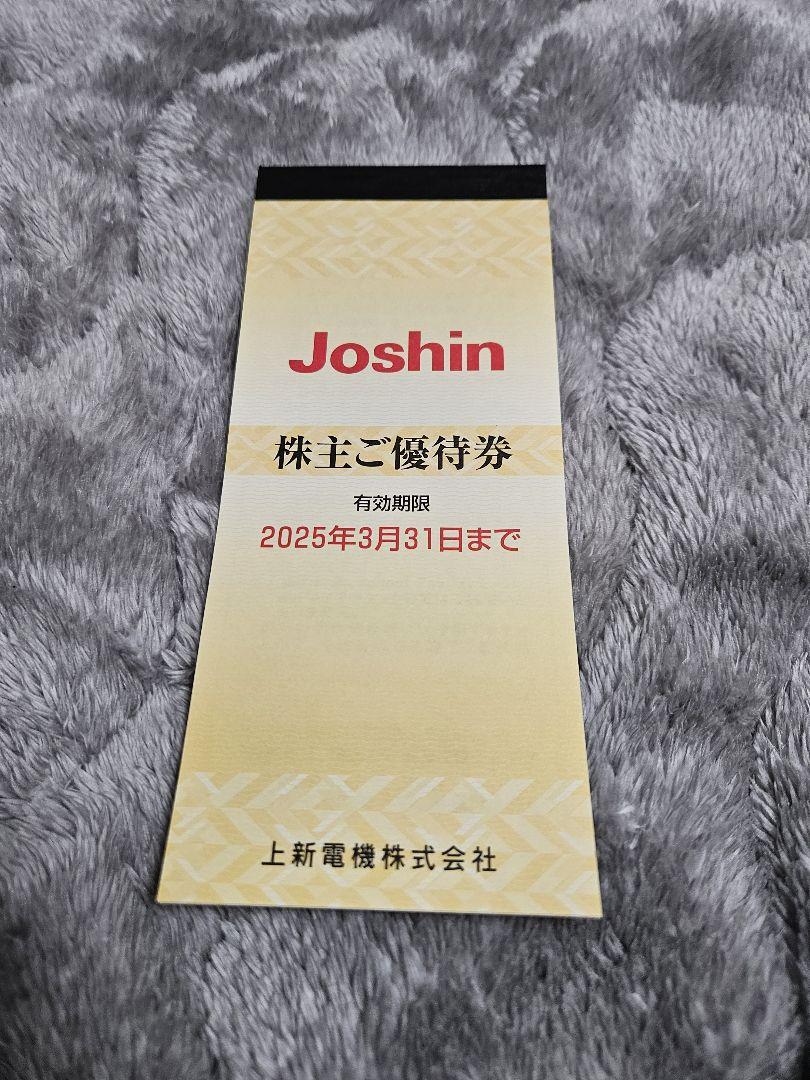 Joshin
株主ご優待券
有効期限
2025年3月31日まで
上新電機株式会社